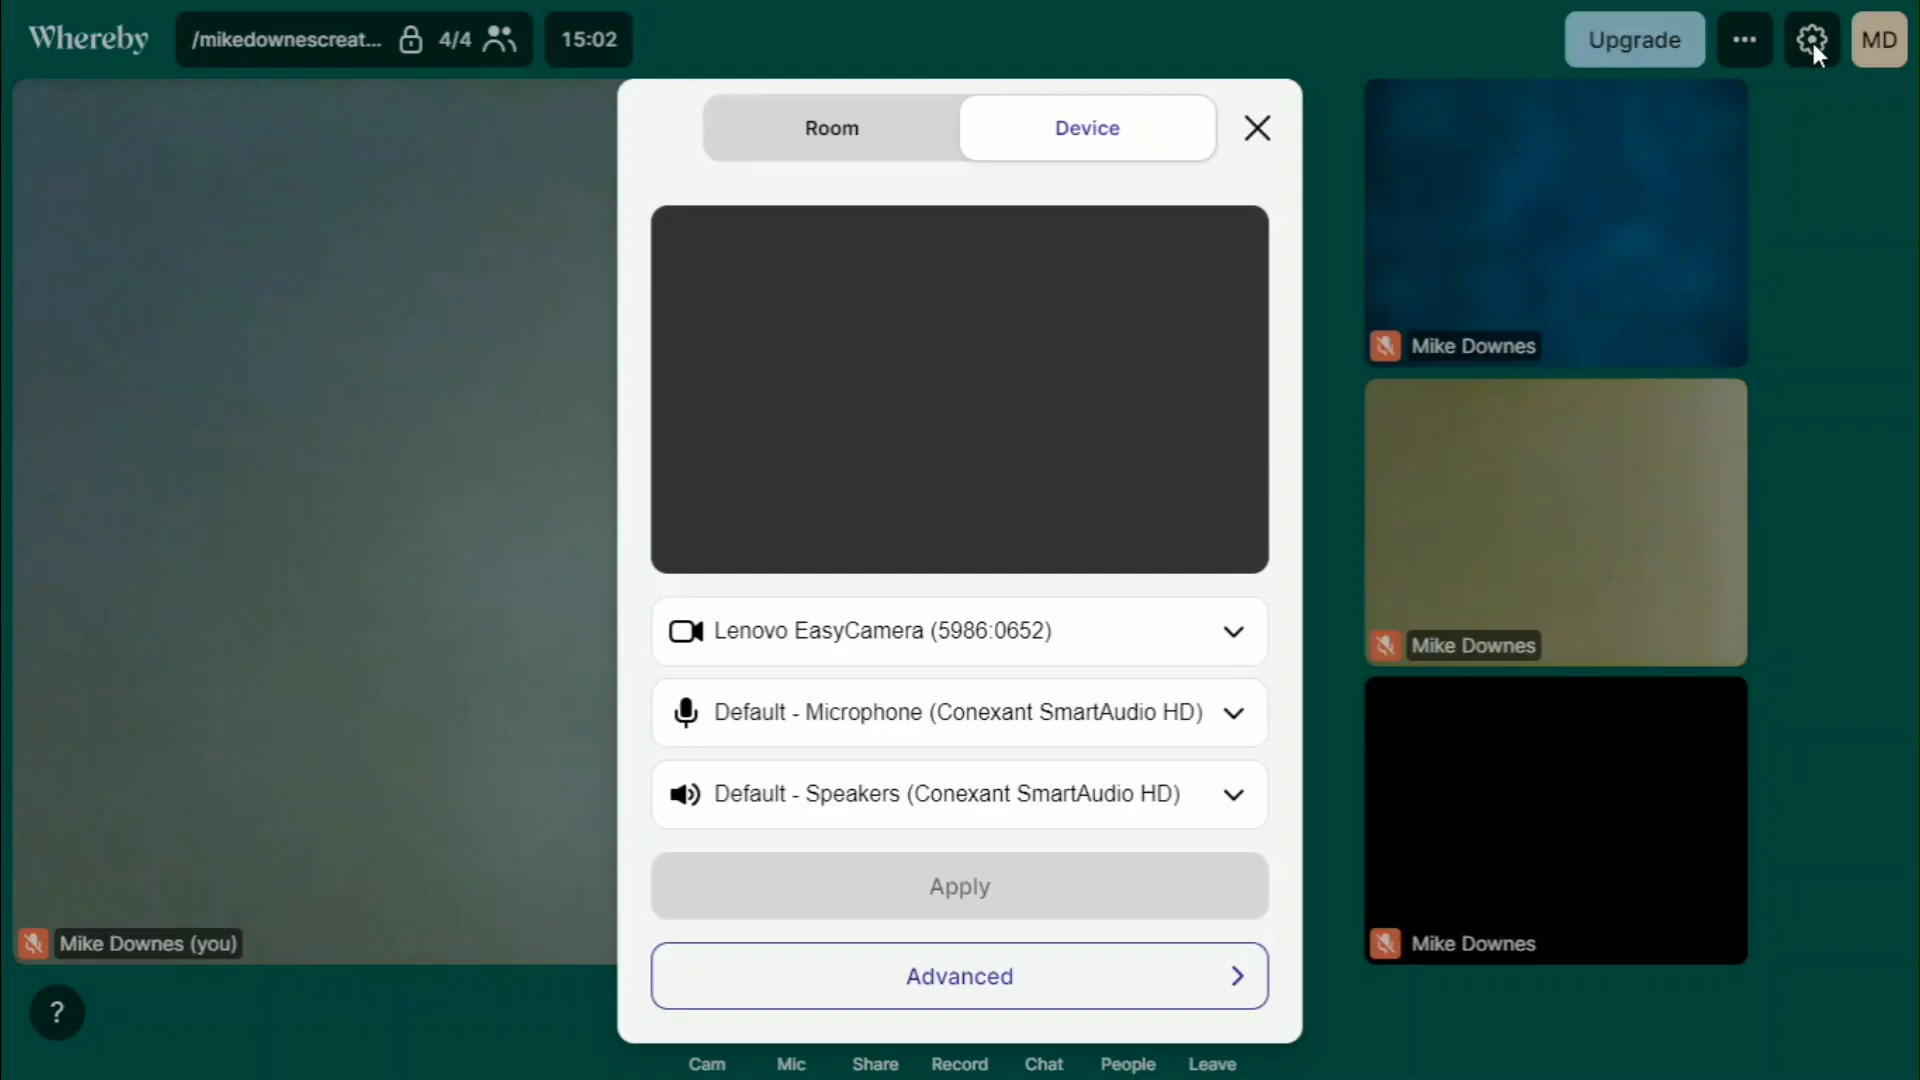 Whereby
/mikedownescreat...
4/4
15:02
Upgrade
MD
Room
Device
Lenovo EasyCamera (5986:0652)
Default - Microphone (Conexant SmartAudio HD)
Default - Speakers (Conexant SmartAudio HD)
Apply
Advanced
Mike Downes (you)
Mike Downes
Mike Downes
Mike Downes
?
Cam
Mic
Share
Record
Chat
People
Leave